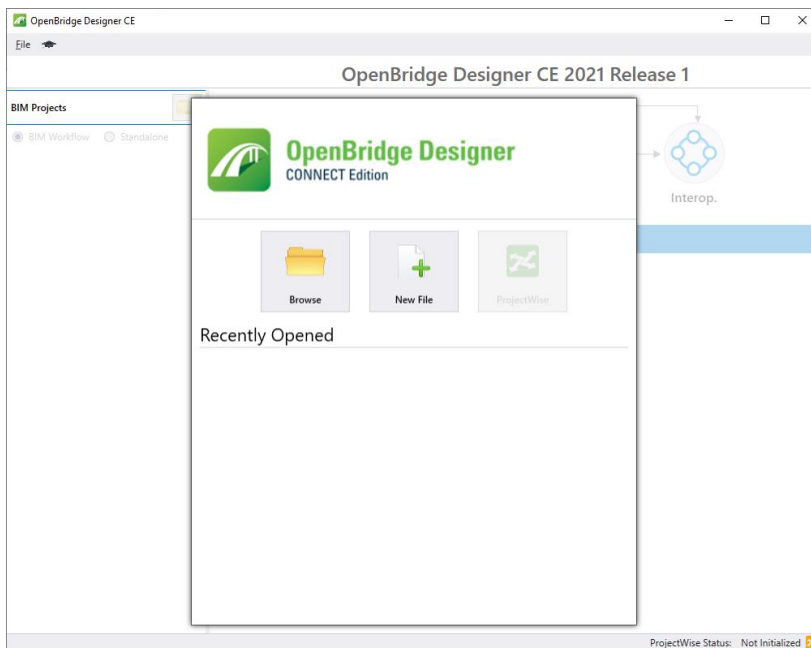 OpenBridge Designer CE
File
OpenBridge Designer CE 2021 Release 1
BIM Projects
BIM Workflow Standalone
Interop.
OpenBridge Designer
CONNECT Edition
Browse New File ProjectWise
Recently Opened
ProjectWise Status: Not Initialized